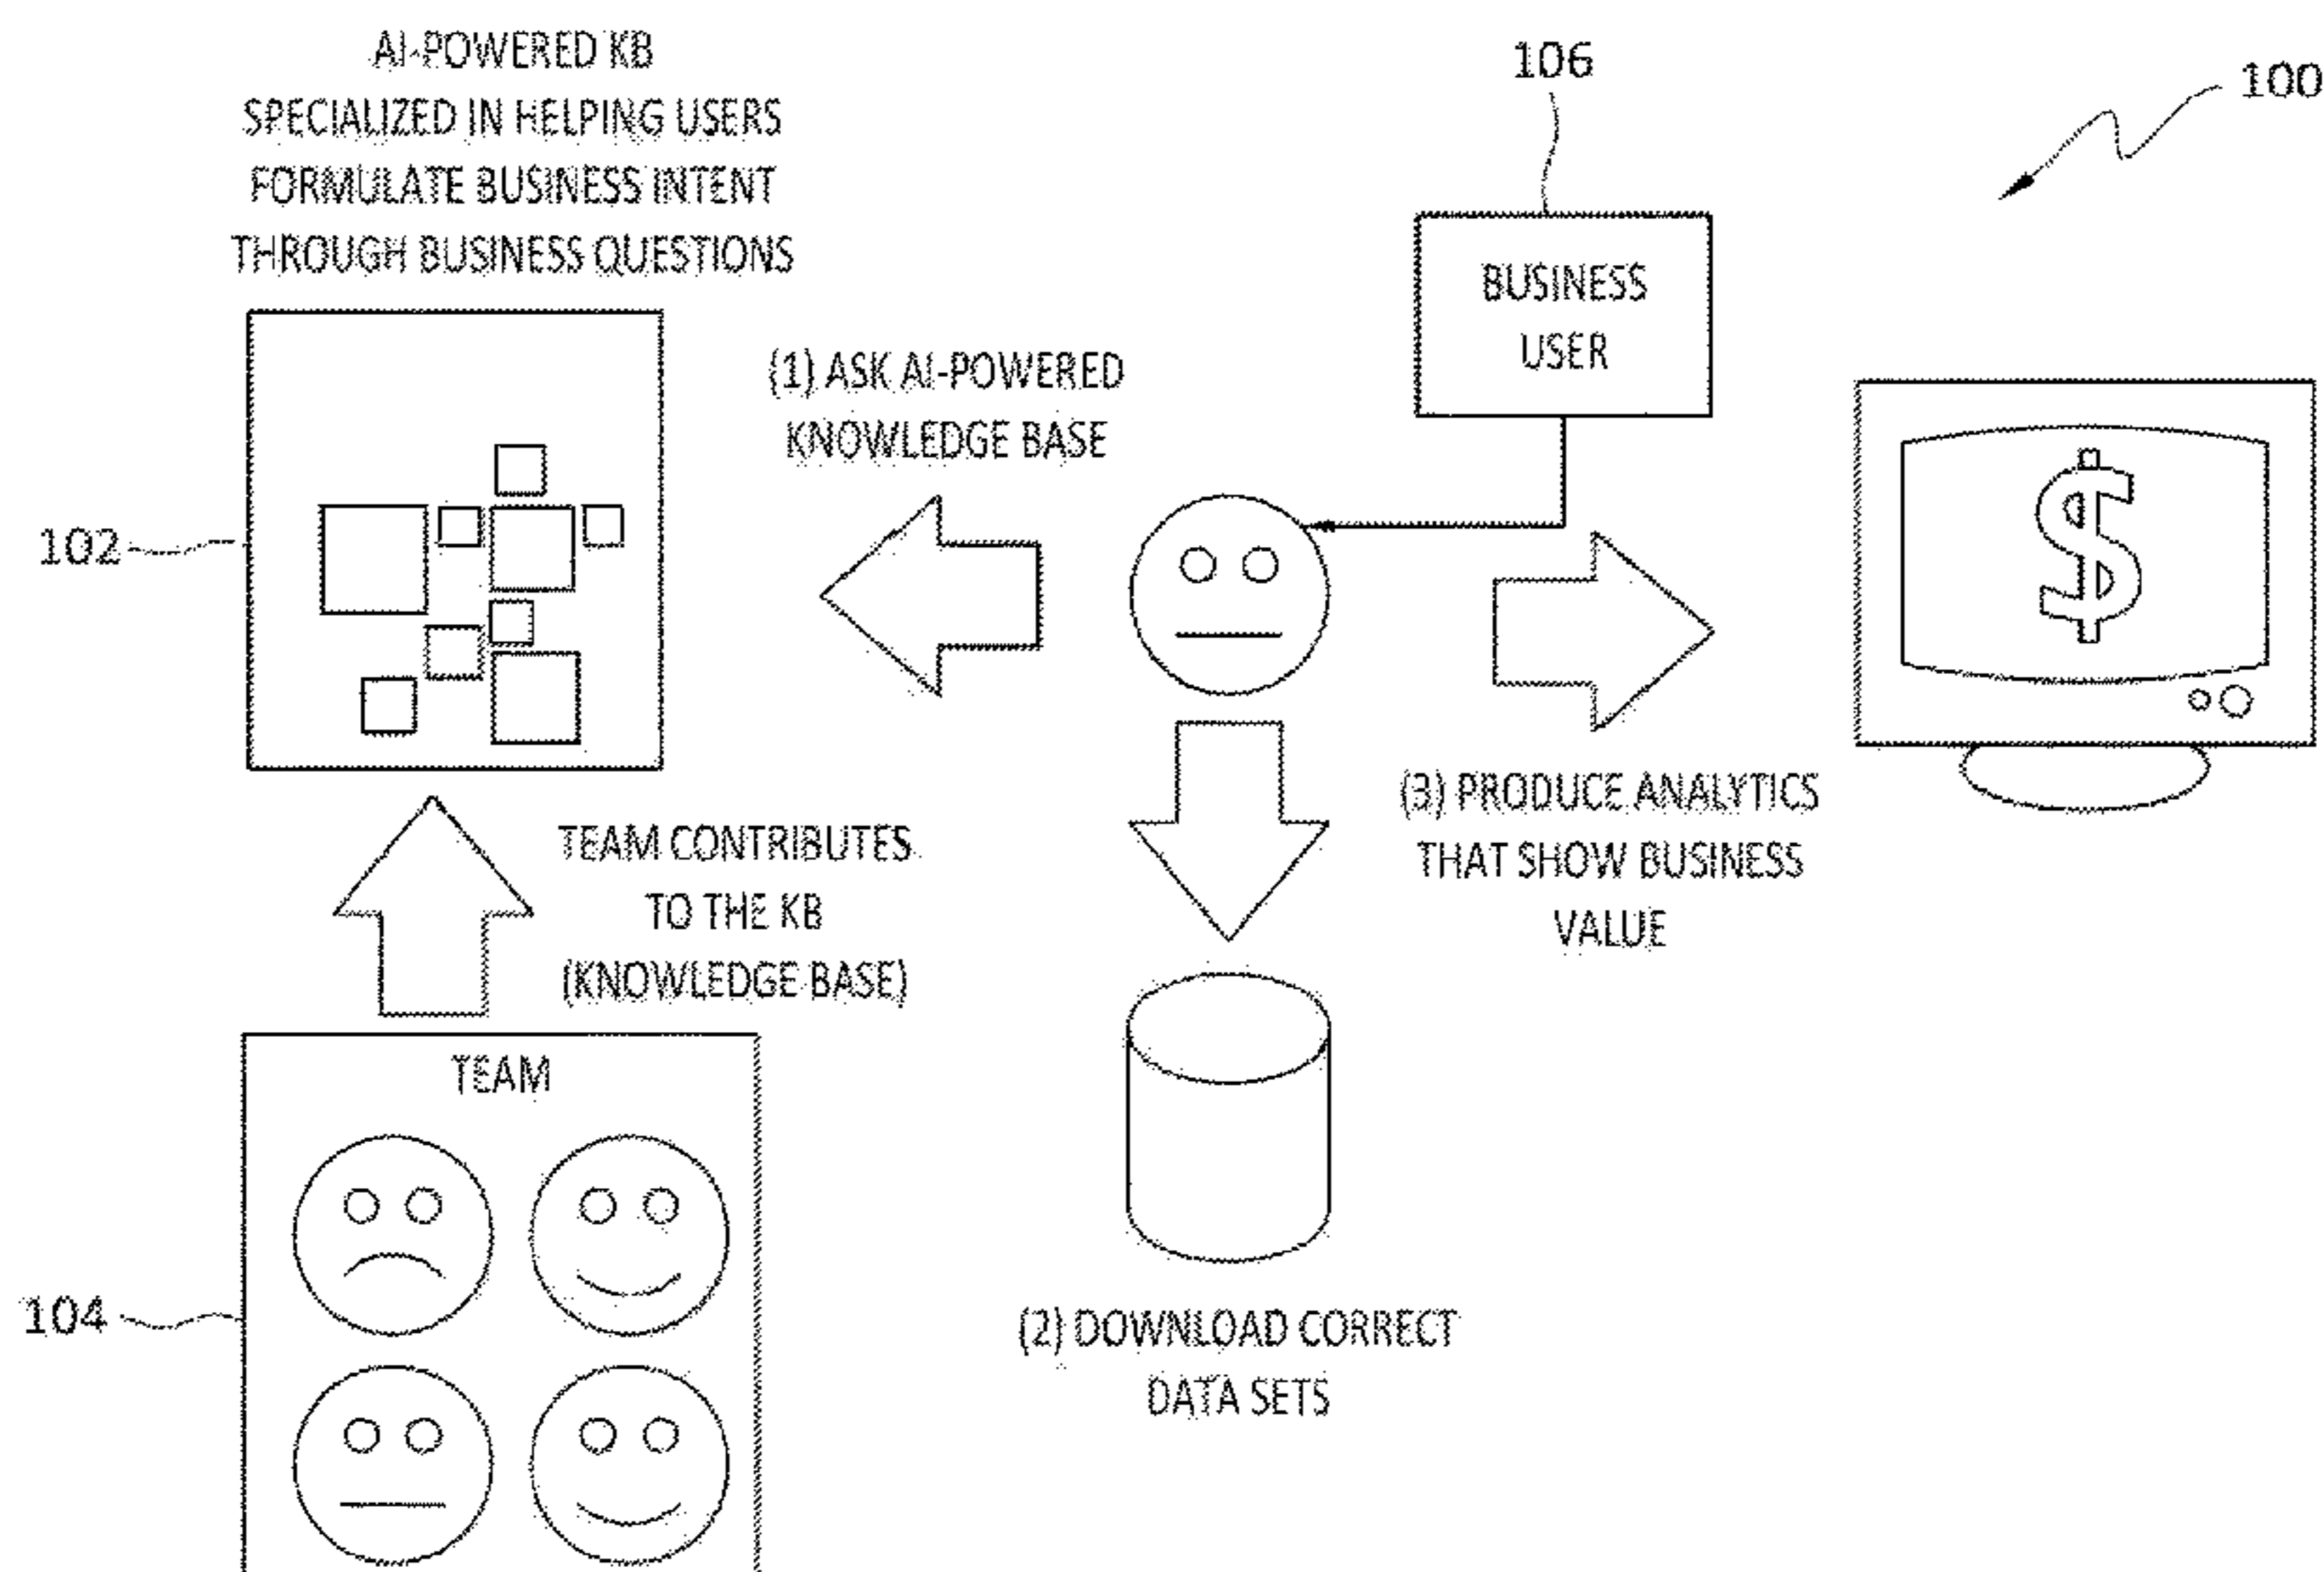 AI-POWERED KB
SPECIALIZED IN HELPING USERS
FORMULATE BUSINESS INTENT
THROUGH BUSINESS QUESTIONS
106
100
BUSINESS
USER
(1) ASK AI-POWERED
KNOWLEDGE BASE
102
$
(3) PRODUCE ANALYTICS
THAT SHOW BUSINESS
VALUE
TEAM CONTRIBUTES
TO THE KB
(KNOWLEDGE BASE)
TEAM
104
(2) DOWNLOAD CORRECT
DATA SETS